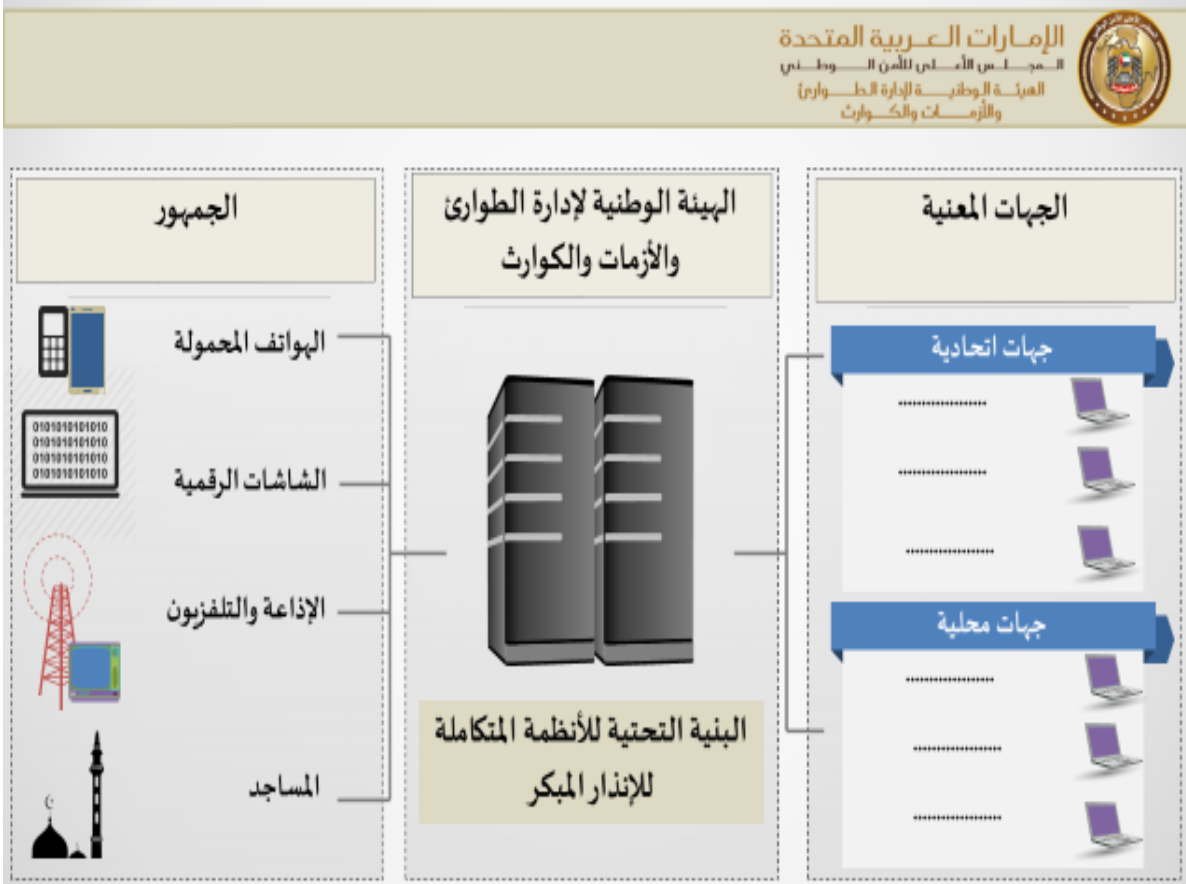 الإمارات العربية المتحدة
المجلس الأعلى للأمن الوطني
الهيئة الوطنية لإدارة الطوارئ
والأزمات والكوارث
الجهات المعنية
جهات اتحادية
....................
....................
....................
جهات محلية
....................
....................
....................
الهيئة الوطنية لإدارة الطوارئ
والأزمات والكوارث
البنية التحتية للأنظمة المتكاملة
للإنذار المبكر
الجمهور
الهواتف المحمولة
الشاشات الرقمية
0101010101010
0101010101010
0101010101010
0101010101010
الإذاعة والتلفزيون
المساجد